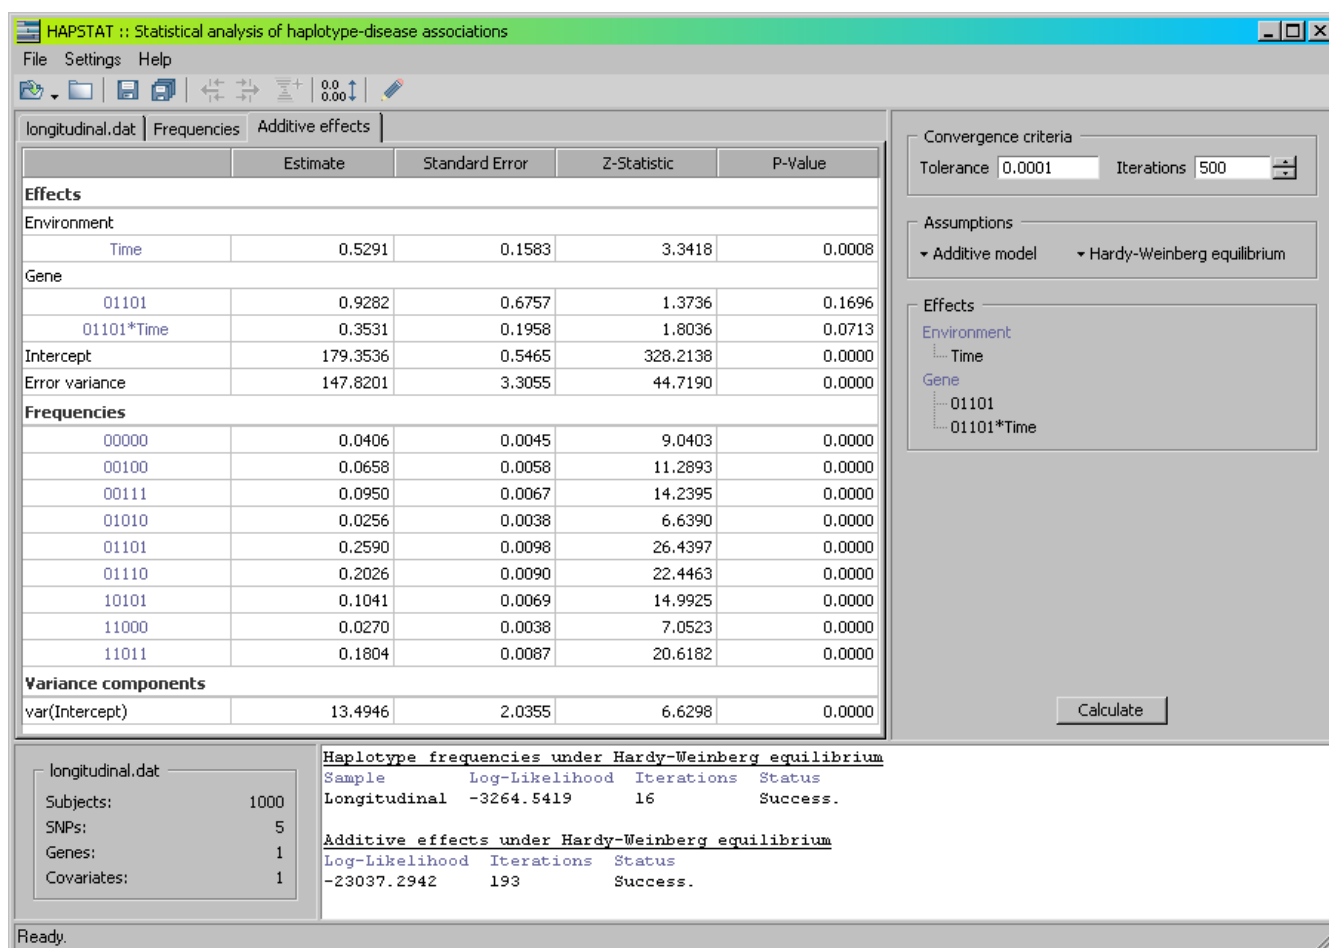 HAPSTAT :: Statistical analysis of haplotype-disease associations
File Settings Help
0.0
0.00
longitudinal.dat Frequencies Additive effects
Estimate Standard Error Z-Statistic P-Value
Effects
Environment
Time 0.5291 0.1583 3.3418 0.0008
Gene
01101 0.9282 0.6757 1.3736 0.1696
01101*Time 0.3531 0.1958 1.8036 0.0713
Intercept 179.3536 0.5465 328.2138 0.0000
Error variance 147.8201 3.3055 44.7190 0.0000
Frequencies
00000 0.0406 0.0045 9.0403 0.0000
00100 0.0658 0.0058 11.2893 0.0000
00111 0.0950 0.0067 14.2395 0.0000
01010 0.0256 0.0038 6.6390 0.0000
01101 0.2590 0.0098 26.4397 0.0000
01110 0.2026 0.0090 22.4463 0.0000
10101 0.1041 0.0069 14.9925 0.0000
11000 0.0270 0.0038 7.0523 0.0000
11011 0.1804 0.0087 20.6182 0.0000
Variance components
var(Intercept) 13.4946 2.0355 6.6298 0.0000
Convergence criteria
Tolerance 0.0001 Iterations 500
Assumptions
Additive model Hardy-Weinberg equilibrium
Effects
Environment
Time
Gene
01101
01101*Time
Calculate
longitudinal.dat
Subjects: 1000
SNPs: 5
Genes: 1
Covariates: 1
Haplotype frequencies under Hardy-Weinberg equilibrium
Sample Log-Likelihood Iterations Status
Longitudinal -3264.5419 16 Success.
Additive effects under Hardy-Weinberg equilibrium
Log-Likelihood Iterations Status
-23037.2942 193 Success.
Ready.